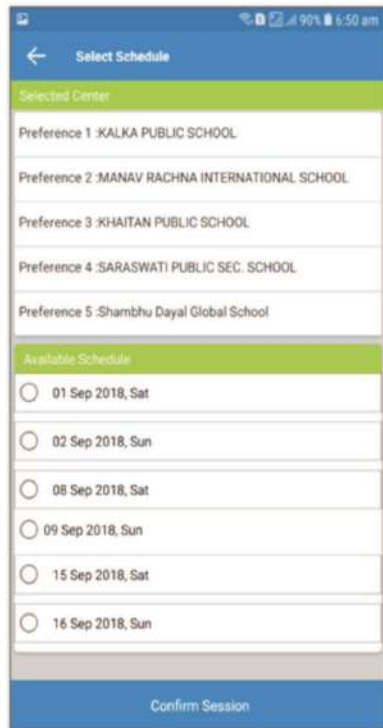 90% 6:50 am
Select Schedule
Selected Center
Preference 1 :KALKA PUBLIC SCHOOL
Preference 2 :MANAV RACHNA INTERNATIONAL SCHOOL
Preference 3 :KHAITAN PUBLIC SCHOOL
Preference 4 :SARASWATI PUBLIC SEC. SCHOOL
Preference 5 :Shambhu Dayal Global School
Available Schedule
01 Sep 2018, Sat
02 Sep 2018, Sun
08 Sep 2018, Sat
09 Sep 2018, Sun
15 Sep 2018, Sat
16 Sep 2018, Sun
Confirm Session